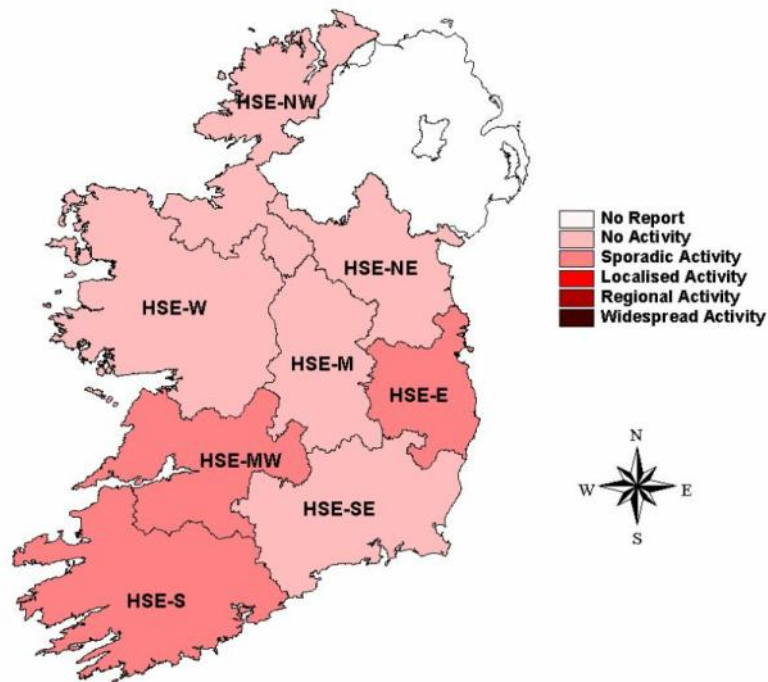 HSE-NW
No Report
No Activity
HSE-NE
Sporadic Activity
Localised Activity
HSE-W
Regional Activity
Widespread Activity
HSE-M
HSE-E
N
HSE-MW
W E
HSE-SE
S
HSE-S